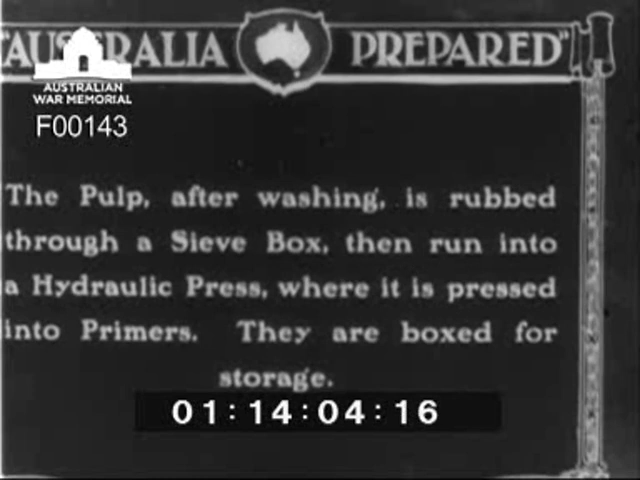 "AUSTRALIA PREPARED"
AUSTRALIAN
WAR MEMORIAL
F00143
The Pulp, after washing, is rubbed
through a Sieve Box, then run into
a Hydraulic Press, where it is pressed
into Primers. They are boxed for
storage.
01:14:04:16